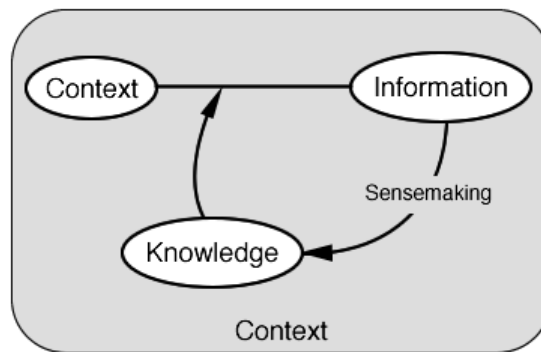 Context
Information
Sensemaking
Knowledge
Context